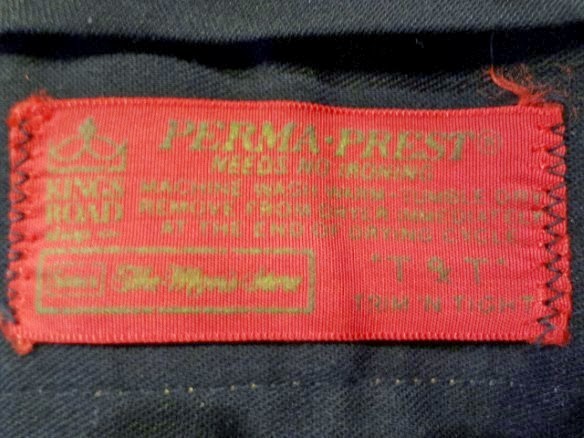 PERMA·PREST®
NEEDS NO IRONING
KINGS ROAD
shop
MACHINE WASH WARM - TUMBLE DRY
REMOVE FROM DRYER IMMEDIATELY
AT THE END OF DRYING CYCLE
Sears The Men's Store
"T & T"
TRIM 'N TIGHT